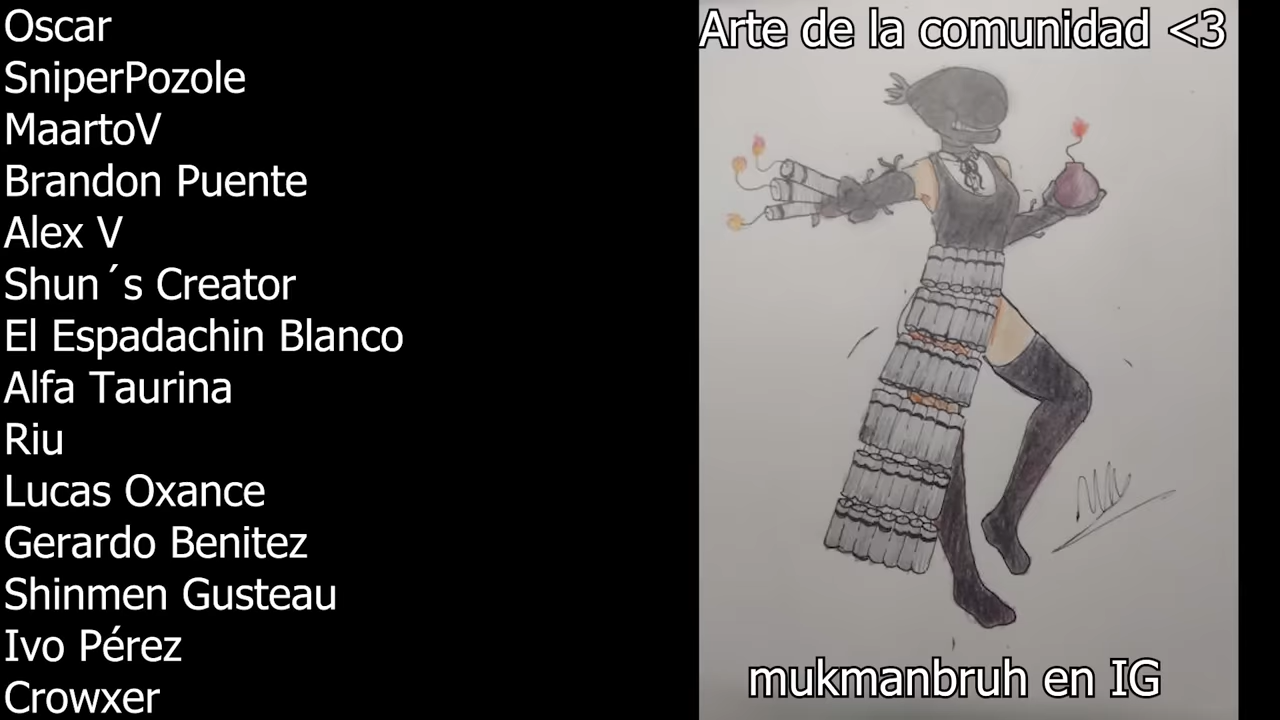 Oscar
SniperPozole
MaartoV
Brandon Puente
Alex V
Shun´s Creator
El Espadachin Blanco
Alfa Taurina
Riu
Lucas Oxance
Gerardo Benitez
Shinmen Gusteau
Ivo Pérez
Crowxer
Arte de la comunidad <3
mukmanbruh en IG